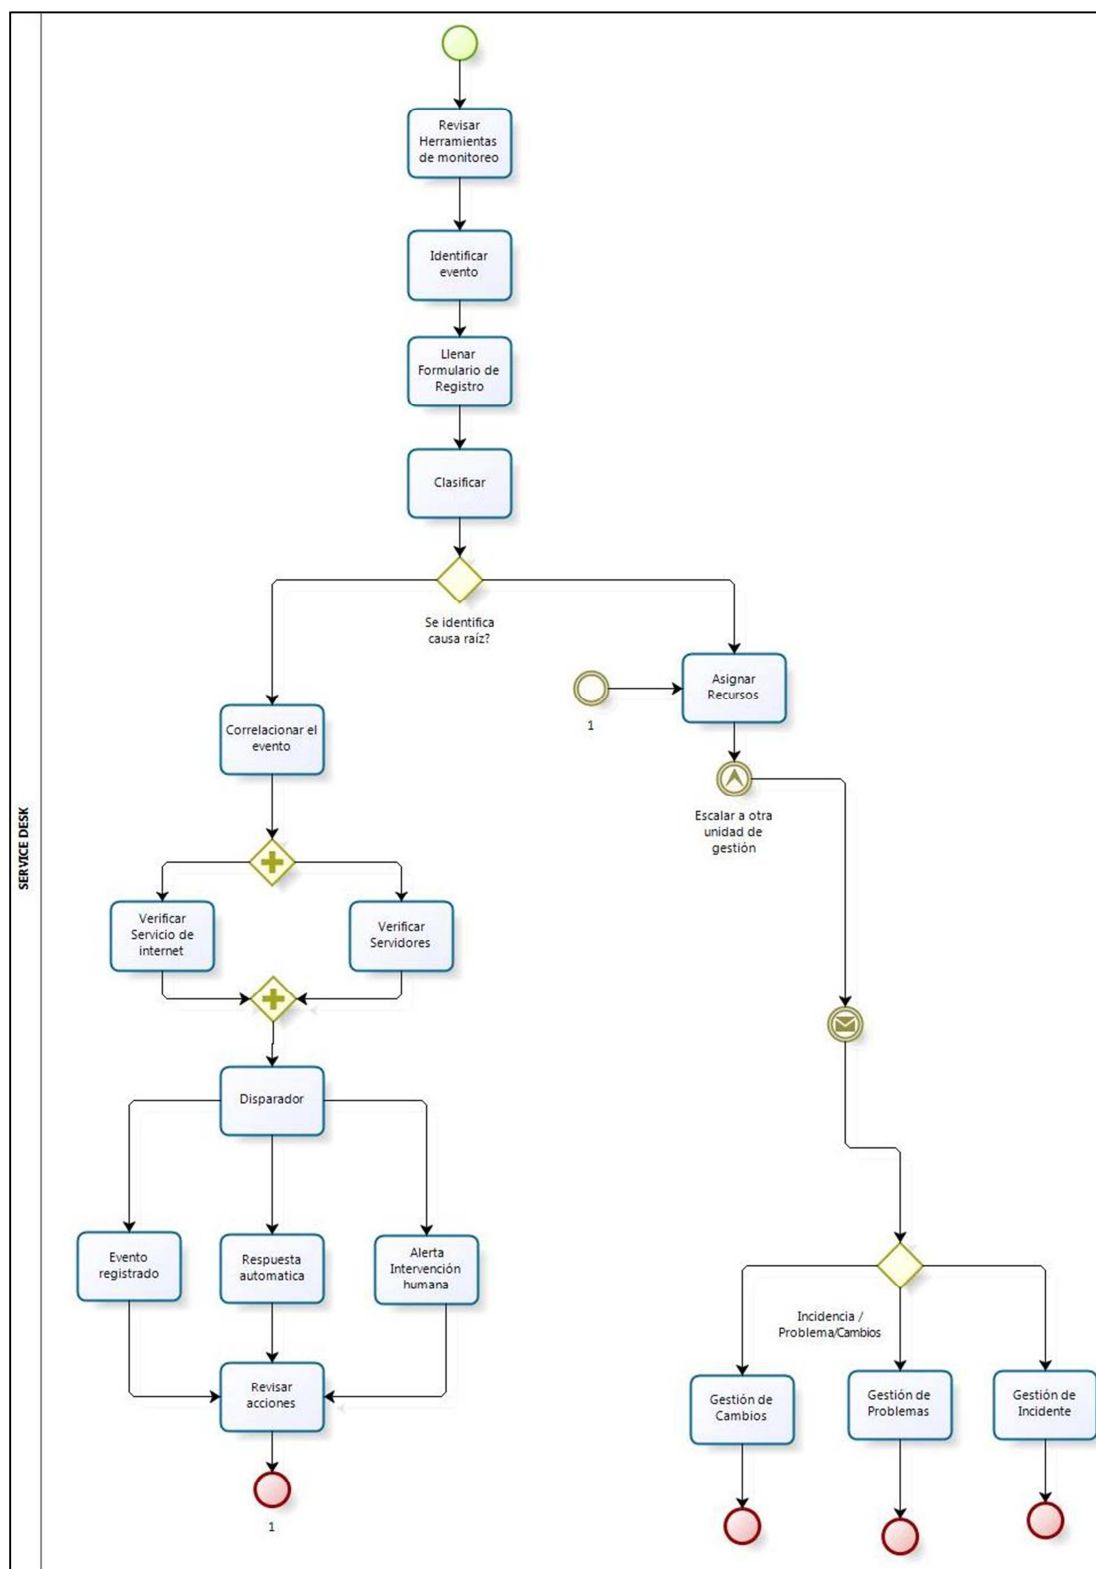 SERVICE DESK
Revisar
Herramientas
de monitoreo
Identificar
evento
Llenar
Formulario de
Registro
Clasificar
Se identifica
causa raíz?
Asignar
Recursos
1
Correlacionar el
evento
Escalar a otra
unidad de
gestión
Verificar
Servicio de
internet
Verificar
Servidores
Disparador
Evento
registrado
Respuesta
automatica
Alerta
Intervención
humana
Incidencia /
Problema/Cambios
Revisar
acciones
Gestión de
Cambios
Gestión de
Problemas
Gestión de
Incidente
1